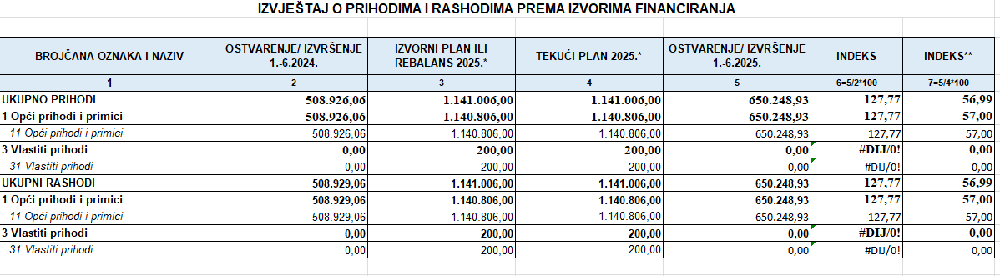 IZVJEŠTAJ O PRIHODIMA I RASHODIMA PREMA IZVORIMA FINANCIRANJA
BROJČANA OZNAKA I NAZIV OSTVARENJE/ IZVRŠENJE 1.-6.2024. IZVORNI PLAN ILI REBALANS 2025.* TEKUĆI PLAN 2025.* OSTVARENJE/ IZVRŠENJE 1.-6.2025. INDEKS INDEKS**
1 2 3 4 5 6=5/2*100 7=5/4*100
UKUPNO PRIHODI 508.926,06 1.141.006,00 1.141.006,00 650.248,93 127,77 56,99
1 Opći prihodi i primici 508.926,06 1.140.806,00 1.140.806,00 650.248,93 127,77 57,00
11 Opći prihodi i primici 508.926,06 1.140.806,00 1.140.806,00 650.248,93 127,77 57,00
3 Vlastiti prihodi 0,00 200,00 200,00 0,00 #DIJ/0! 0,00
31 Vlastiti prihodi 0,00 200,00 200,00 0,00 #DIJ/0! 0,00
UKUPNI RASHODI 508.929,06 1.141.006,00 1.141.006,00 650.248,93 127,77 56,99
1 Opći prihodi i primici 508.929,06 1.140.806,00 1.140.806,00 650.248,93 127,77 57,00
11 Opći prihodi i primici 508.929,06 1.140.806,00 1.140.806,00 650.248,93 127,77 57,00
3 Vlastiti prihodi 0,00 200,00 200,00 0,00 #DIJ/0! 0,00
31 Vlastiti prihodi 0,00 200,00 200,00 0,00 #DIJ/0! 0,00